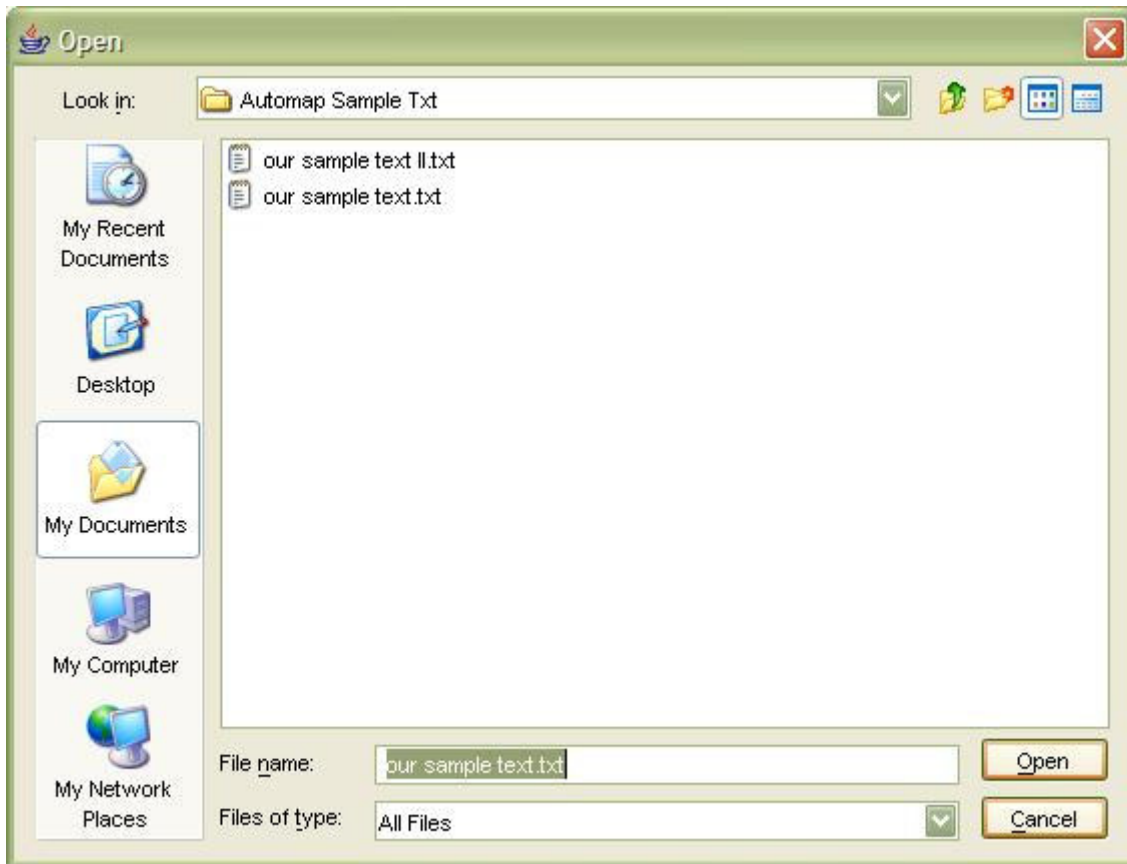 Open
Look in:
Automap Sample Txt
our sample text II.txt
our sample text.txt
My Recent
Documents
Desktop
My Documents
My Computer
My Network
Places
File name:
our sample text.txt
Open
Files of type:
All Files
Cancel